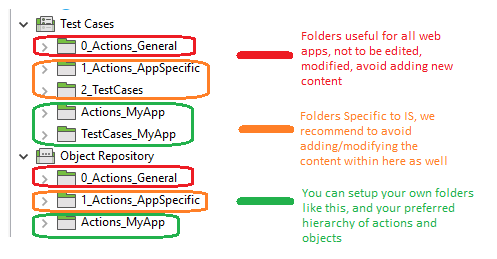 Test Cases
0_Actions_General
1_Actions_AppSpecific
2_TestCases
Actions_MyApp
TestCases_MyApp
Object Repository
0_Actions_General
1_Actions_AppSpecific
Actions_MyApp
Folders useful for all web
apps, not to be edited,
modified, avoid adding new
content
Folders Specific to IS, we
recommend to avoid
adding/modifying the
content within here as well
You can setup your own folders
like this, and your preferred
hierarchy of actions and
objects